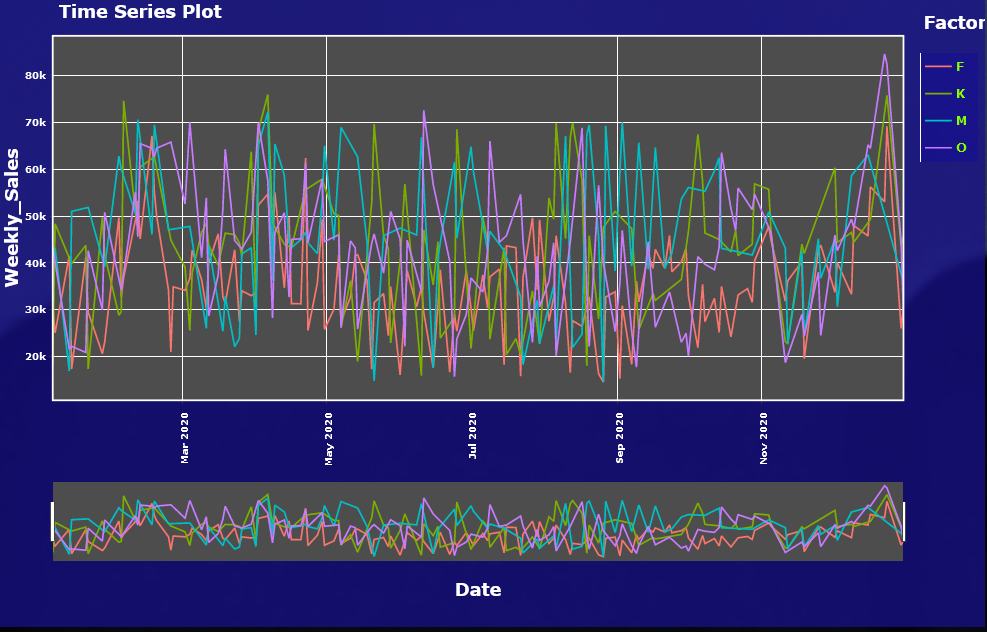 Time Series Plot
Factor
F
K
M
O
Weekly_Sales
80k
70k
60k
50k
40k
30k
20k
Mar 2020
May 2020
Jul 2020
Sep 2020
Nov 2020
Date